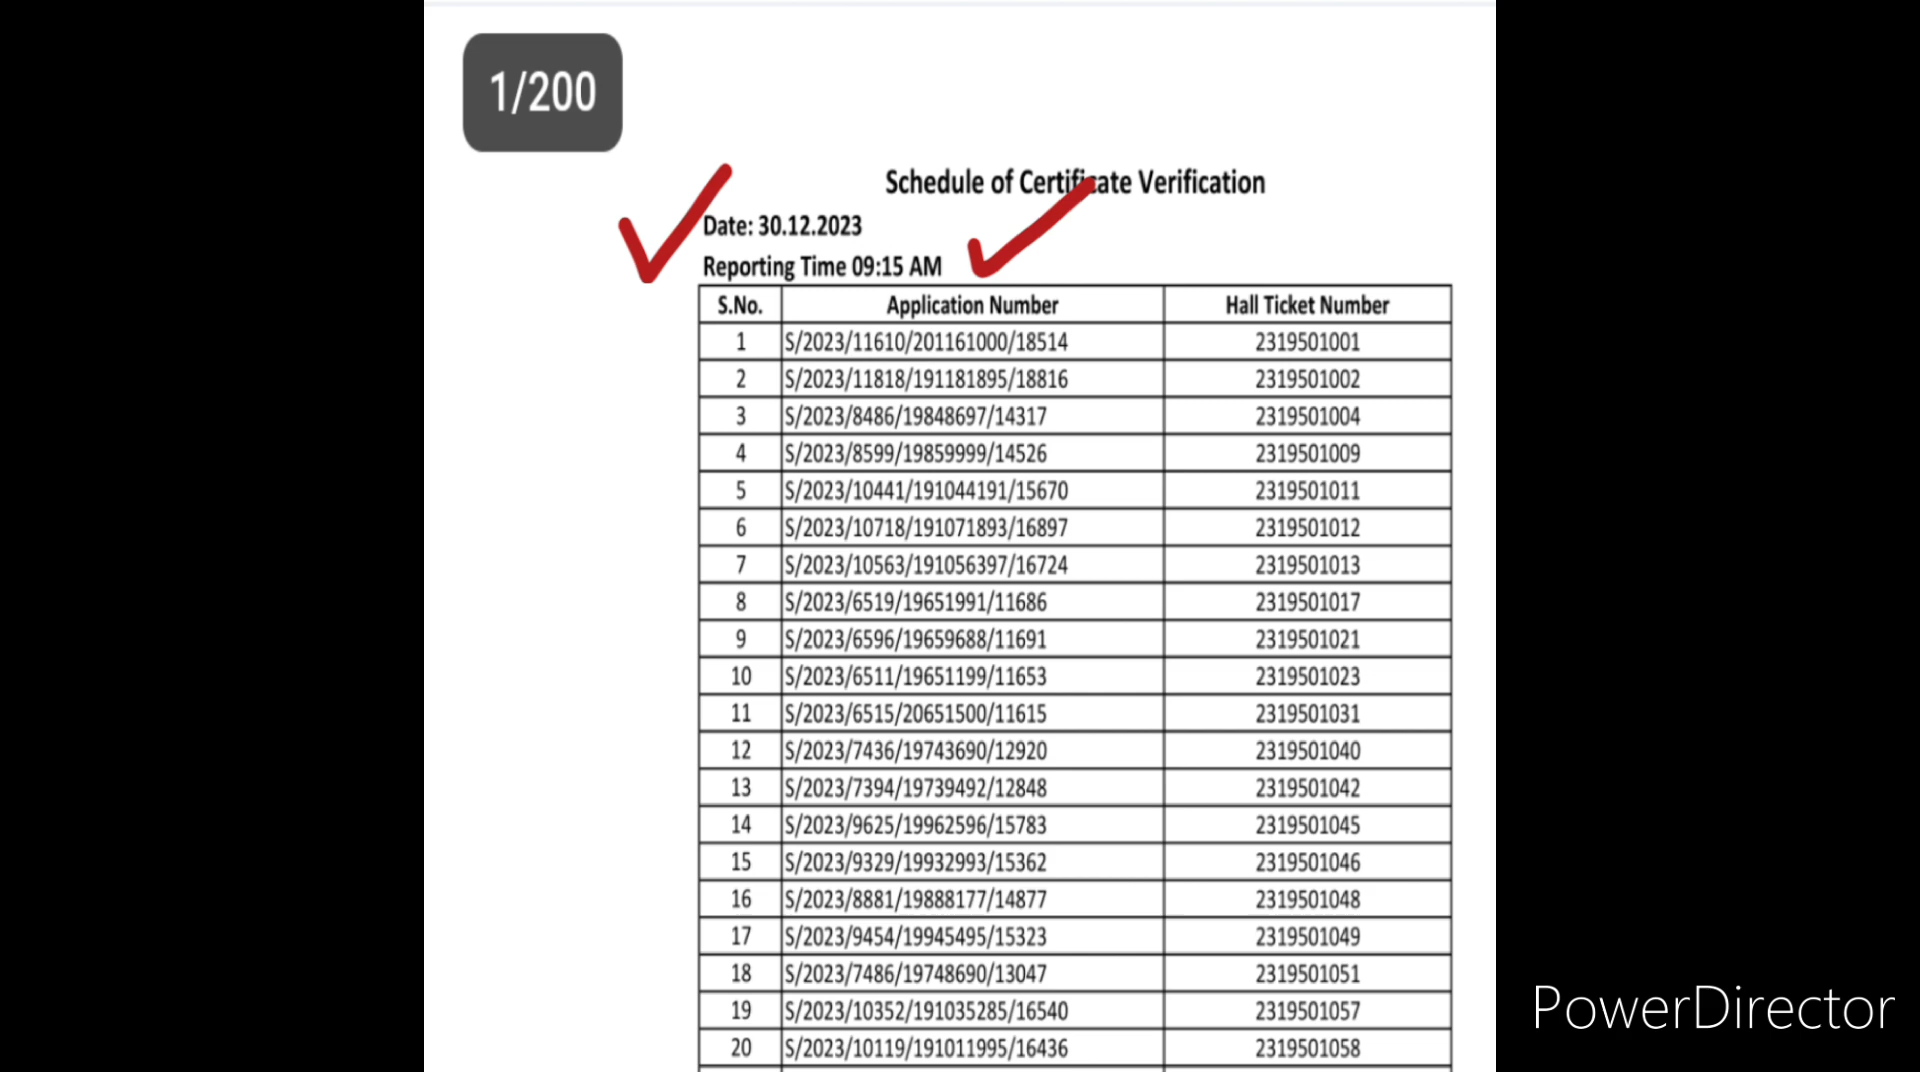 1/200
Schedule of Certificate Verification
Date: 30.12.2023
Reporting Time 09:15 AM
S.No. Application Number Hall Ticket Number
1 S/2023/11610/201161000/18514 2319501001
2 S/2023/11818/191181895/18816 2319501002
3 S/2023/8486/19848697/14317 2319501004
4 S/2023/8599/19859999/14526 2319501009
5 S/2023/10441/191044191/15670 2319501011
6 S/2023/10718/191071893/16897 2319501012
7 S/2023/10563/191056397/16724 2319501013
8 S/2023/6519/19651991/11686 2319501017
9 S/2023/6596/19659688/11691 2319501021
10 S/2023/6511/19651199/11653 2319501023
11 S/2023/6515/20651500/11615 2319501031
12 S/2023/7436/19743690/12920 2319501040
13 S/2023/7394/19739492/12848 2319501042
14 S/2023/9625/19962596/15783 2319501045
15 S/2023/9329/19932993/15362 2319501046
16 S/2023/8881/19888177/14877 2319501048
17 S/2023/9454/19945495/15323 2319501049
18 S/2023/7486/19748690/13047 2319501051
19 S/2023/10352/191035285/16540 2319501057
20 S/2023/10119/191011995/16436 2319501058
PowerDirector